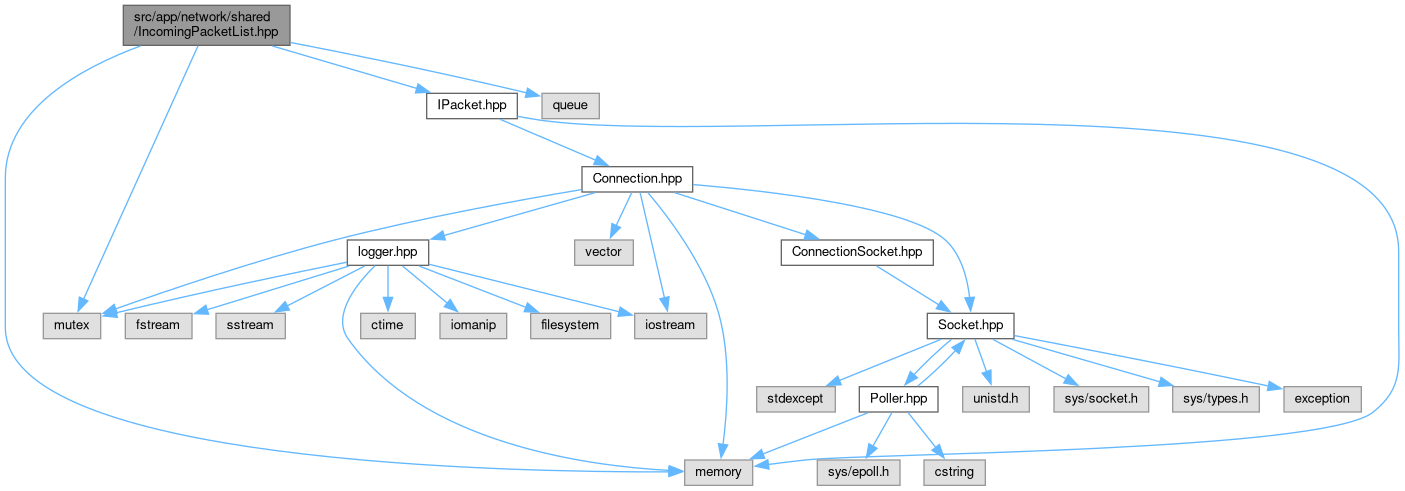 src/app/network/shared
/IncomingPacketList.hpp
IPacket.hpp
queue
Connection.hpp
logger.hpp
vector
ConnectionSocket.hpp
mutex
fstream
sstream
ctime
iomanip
filesystem
iostream
Socket.hpp
stdexcept
Poller.hpp
unistd.h
sys/socket.h
sys/types.h
exception
memory
sys/epoll.h
cstring